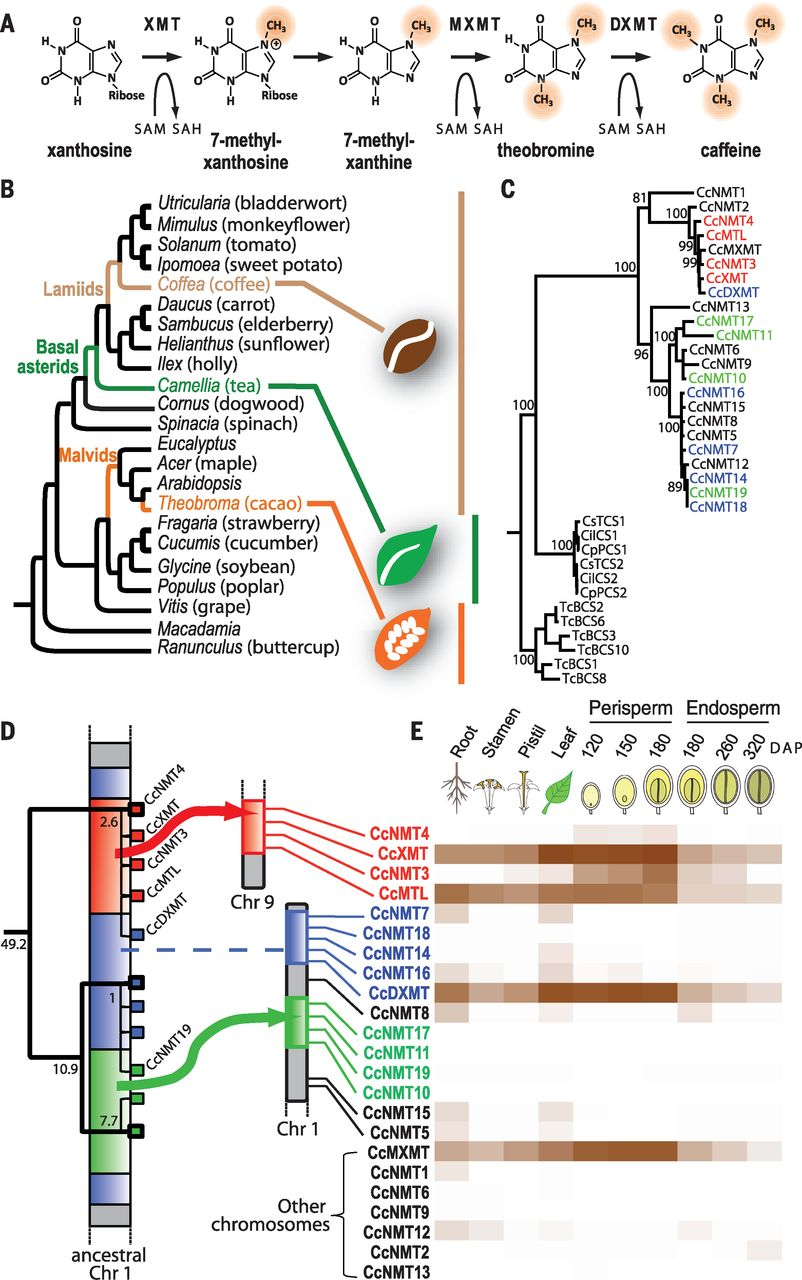 A
XMT
MXMT
DXMT
O
H
N
N
O
N
H
N
Ribose
O
CH3
H
N
N
+
O
N
H
N
Ribose
O
CH3
H
N
N
O
N
H
N
O
CH3
H
N
N
O
N
CH3
N
O
CH3
CH3
N
N
O
N
CH3
N
SAM SAH
SAM SAH
SAM SAH
xanthosine
7-methyl-
xanthosine
7-methyl-
xanthine
theobromine
caffeine
B
Utricularia (bladderwort)
Mimulus (monkeyflower)
Solanum (tomato)
Ipomoea (sweet potato)
Lamiids
Coffea (coffee)
Daucus (carrot)
Sambucus (elderberry)
Helianthus (sunflower)
Basal
asterids
Ilex (holly)
Camellia (tea)
Cornus (dogwood)
Spinacia (spinach)
Eucalyptus
Malvids
Acer (maple)
Arabidopsis
Theobroma (cacao)
Fragaria (strawberry)
Cucumis (cucumber)
Glycine (soybean)
Populus (poplar)
Vitis (grape)
Macadamia
Ranunculus (buttercup)
C
CcNMT1
81
CcNMT2
100
CcNMT4
CcMTL
99
CcMXMT
99
CcNMT3
100
CcXMT
CcDXMT
CcNMT13
CcNMT17
100
CcNMT11
96
CcNMT6
CcNMT9
CcNMT10
100
CcNMT16
100
CcNMT15
CcNMT8
100
CcNMT5
CcNMT7
CcNMT12
CcNMT14
89
CcNMT19
CcNMT18
CsTCS1
CilCS1
100
CpPCS1
CsTCS2
CilCS2
CpPCS2
TcBCS2
TcBCS6
TcBCS3
TcBCS10
100
TcBCS1
TcBCS8
D
CcNMT4
CcXMT
2.6
CcNMT3
CcMTL
CcDXMT
49.2
1
CcNMT19
10.9
7.7
ancestral
Chr 1
Chr 9
Chr 1
E
Root
Stamen
Pistil
Leaf
Perisperm
Endosperm
120
150
180
180
260
320
DAP
CcNMT4
CcXMT
CcNMT3
CcMTL
CcNMT7
CcNMT18
CcNMT14
CcNMT16
CcDXMT
CcNMT8
CcNMT17
CcNMT11
CcNMT19
CcNMT10
CcNMT15
CcNMT5
CcMXMT
CcNMT1
CcNMT6
CcNMT9
CcNMT12
CcNMT2
CcNMT13
Other
chromosomes